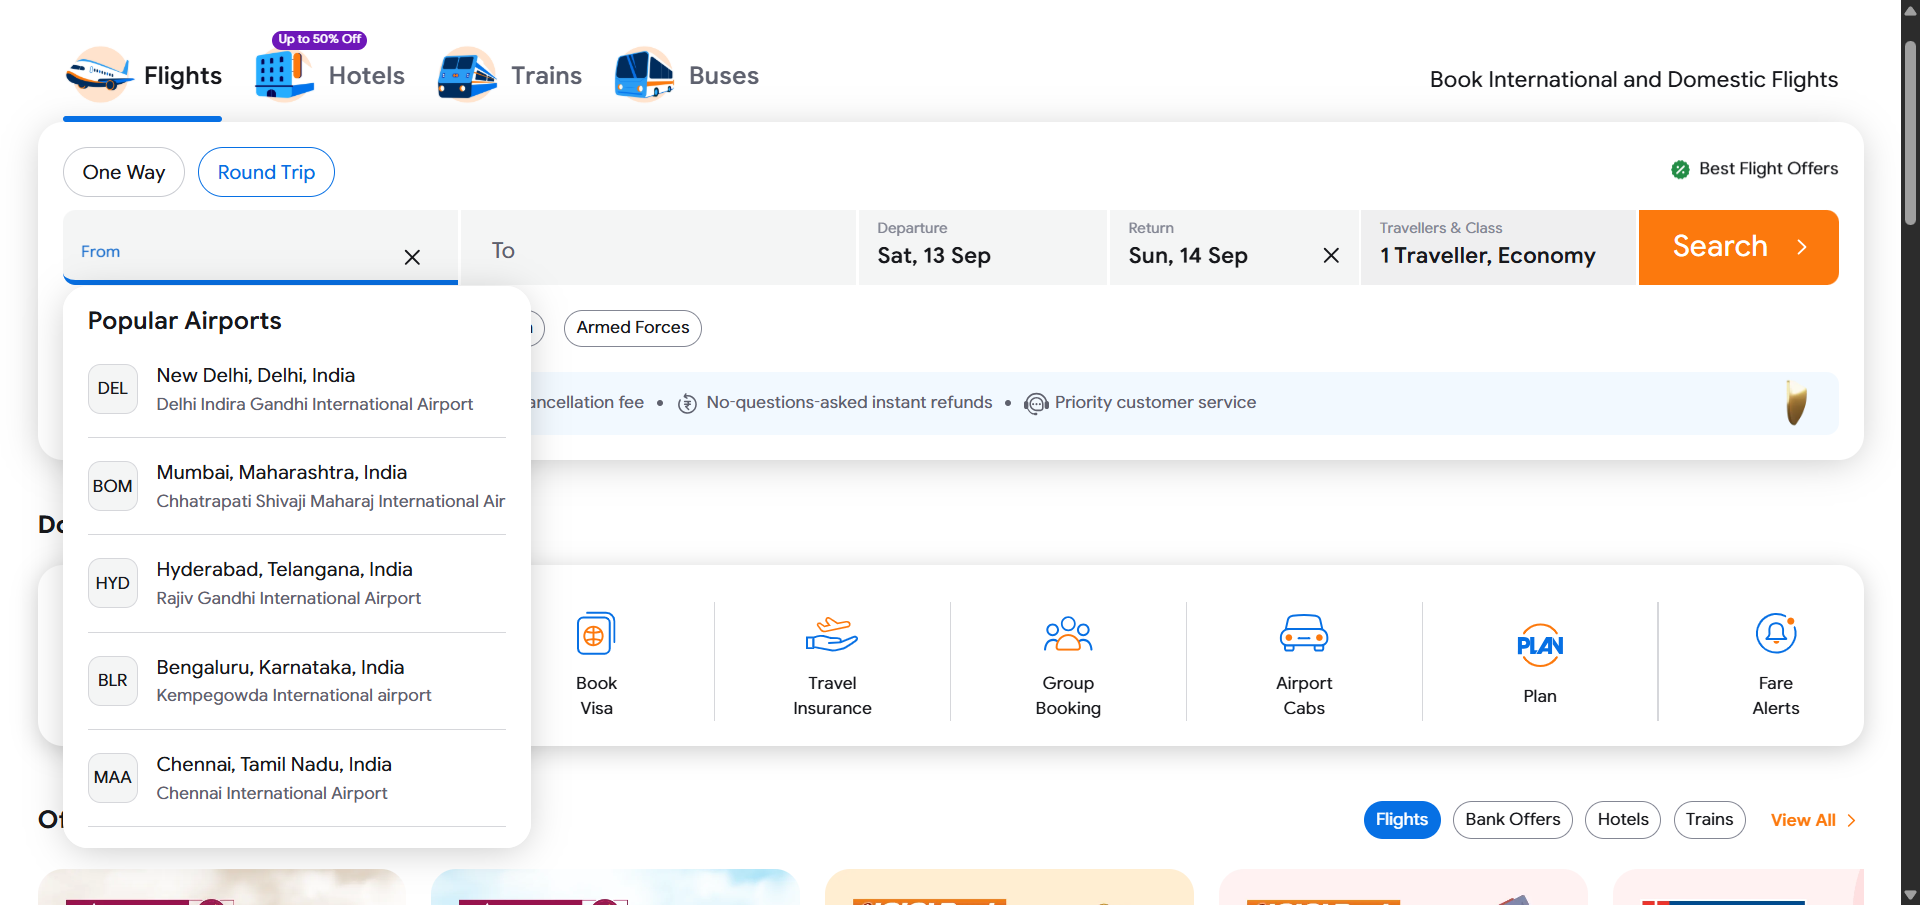 Up to 50% Off
Flights
Hotels
Trains
Buses
Book International and Domestic Flights
One Way
Round Trip
Best Flight Offers
From
To
Departure
Sat, 13 Sep
Return
Sun, 14 Sep
Travellers & Class
1 Traveller, Economy
Search
Armed Forces
Popular Airports
DEL
New Delhi, Delhi, India
Delhi Indira Gandhi International Airport
BOM
Mumbai, Maharashtra, India
Chhatrapati Shivaji Maharaj International Air
HYD
Hyderabad, Telangana, India
Rajiv Gandhi International Airport
BLR
Bengaluru, Karnataka, India
Kempegowda International airport
MAA
Chennai, Tamil Nadu, India
Chennai International Airport
ancellation fee • No-questions-asked instant refunds • Priority customer service
Book
Visa
Travel
Insurance
Group
Booking
Airport
Cabs
PLAN
Plan
Fare
Alerts
Flights
Bank Offers
Hotels
Trains
View All